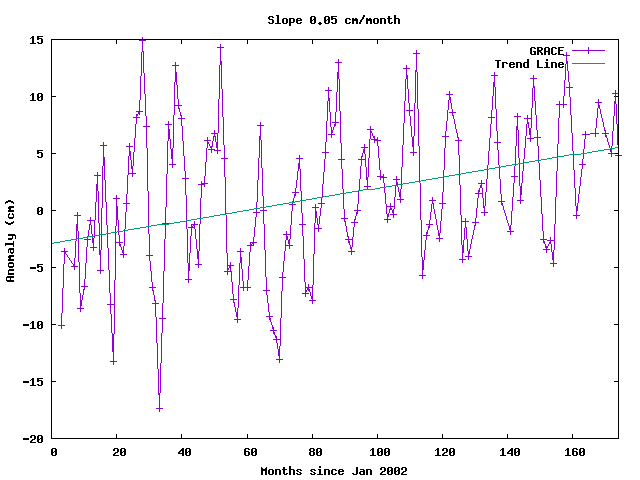 Slope 0.05 cm/month
GRACE
Trend Line
15
10
5
0
-5
-10
-15
-20
Anomaly (cm)
0 20 40 60 80 100 120 140 160
Months since Jan 2002